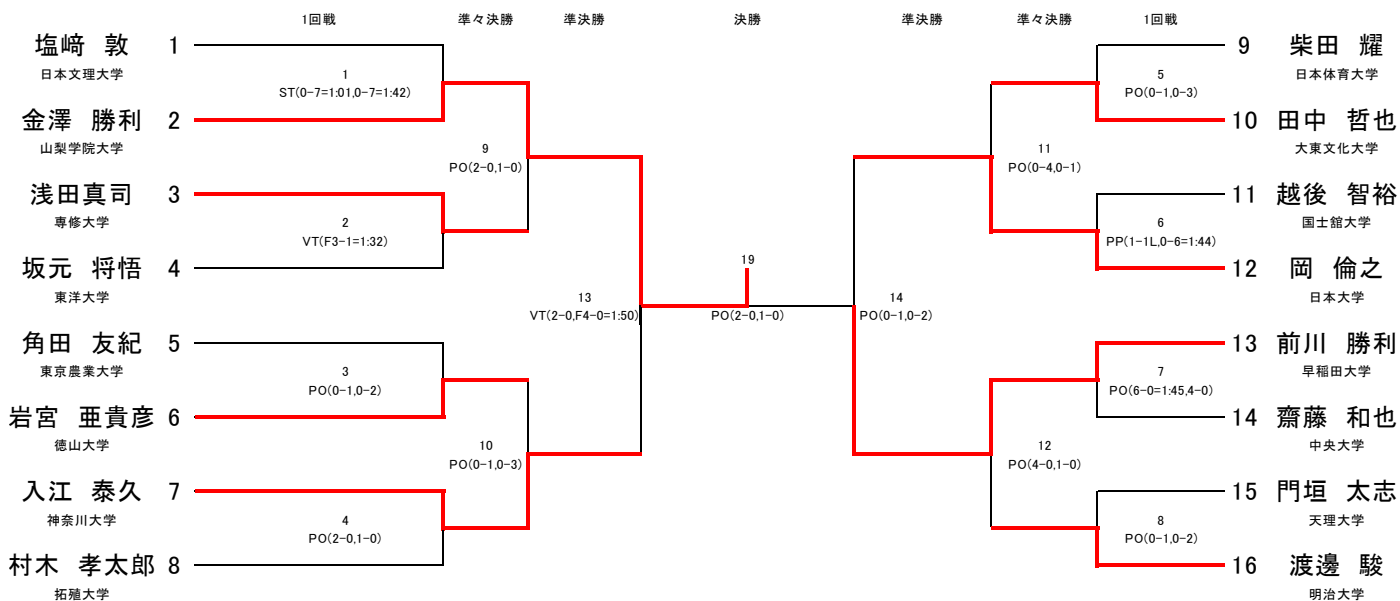 1回戦 準々決勝 準決勝 決勝 準決勝 準々決勝 1回戦
塩﨑 敦 1
日本文理大学
1
ST(0-7=1:01,0-7=1:42)
金澤 勝利 2
山梨学院大学
9
PO(2-0,1-0)
浅田真司 3
専修大学
2
VT(F3-1=1:32)
坂元 将悟 4
東洋大学
13
VT(2-0,F4-0=1:50)
角田 友紀 5
東京農業大学
3
PO(0-1,0-2)
岩宮 亜貴彦 6
徳山大学
10
PO(0-1,0-3)
入江 泰久 7
神奈川大学
4
PO(2-0,1-0)
村木 孝太郎 8
拓殖大学
19
PO(2-0,1-0)
9 柴田 耀
日本体育大学
5
PO(0-1,0-3)
10 田中 哲也
大東文化大学
11
PO(0-4,0-1)
11 越後 智裕
国士舘大学
6
PP(1-1L,0-6=1:44)
12 岡 倫之
日本大学
14
PO(0-1,0-2)
13 前川 勝利
早稲田大学
7
PO(6-0=1:45,4-0)
14 齋藤 和也
中央大学
12
PO(4-0,1-0)
15 門垣 太志
天理大学
8
PO(0-1,0-2)
16 渡邊 駿
明治大学